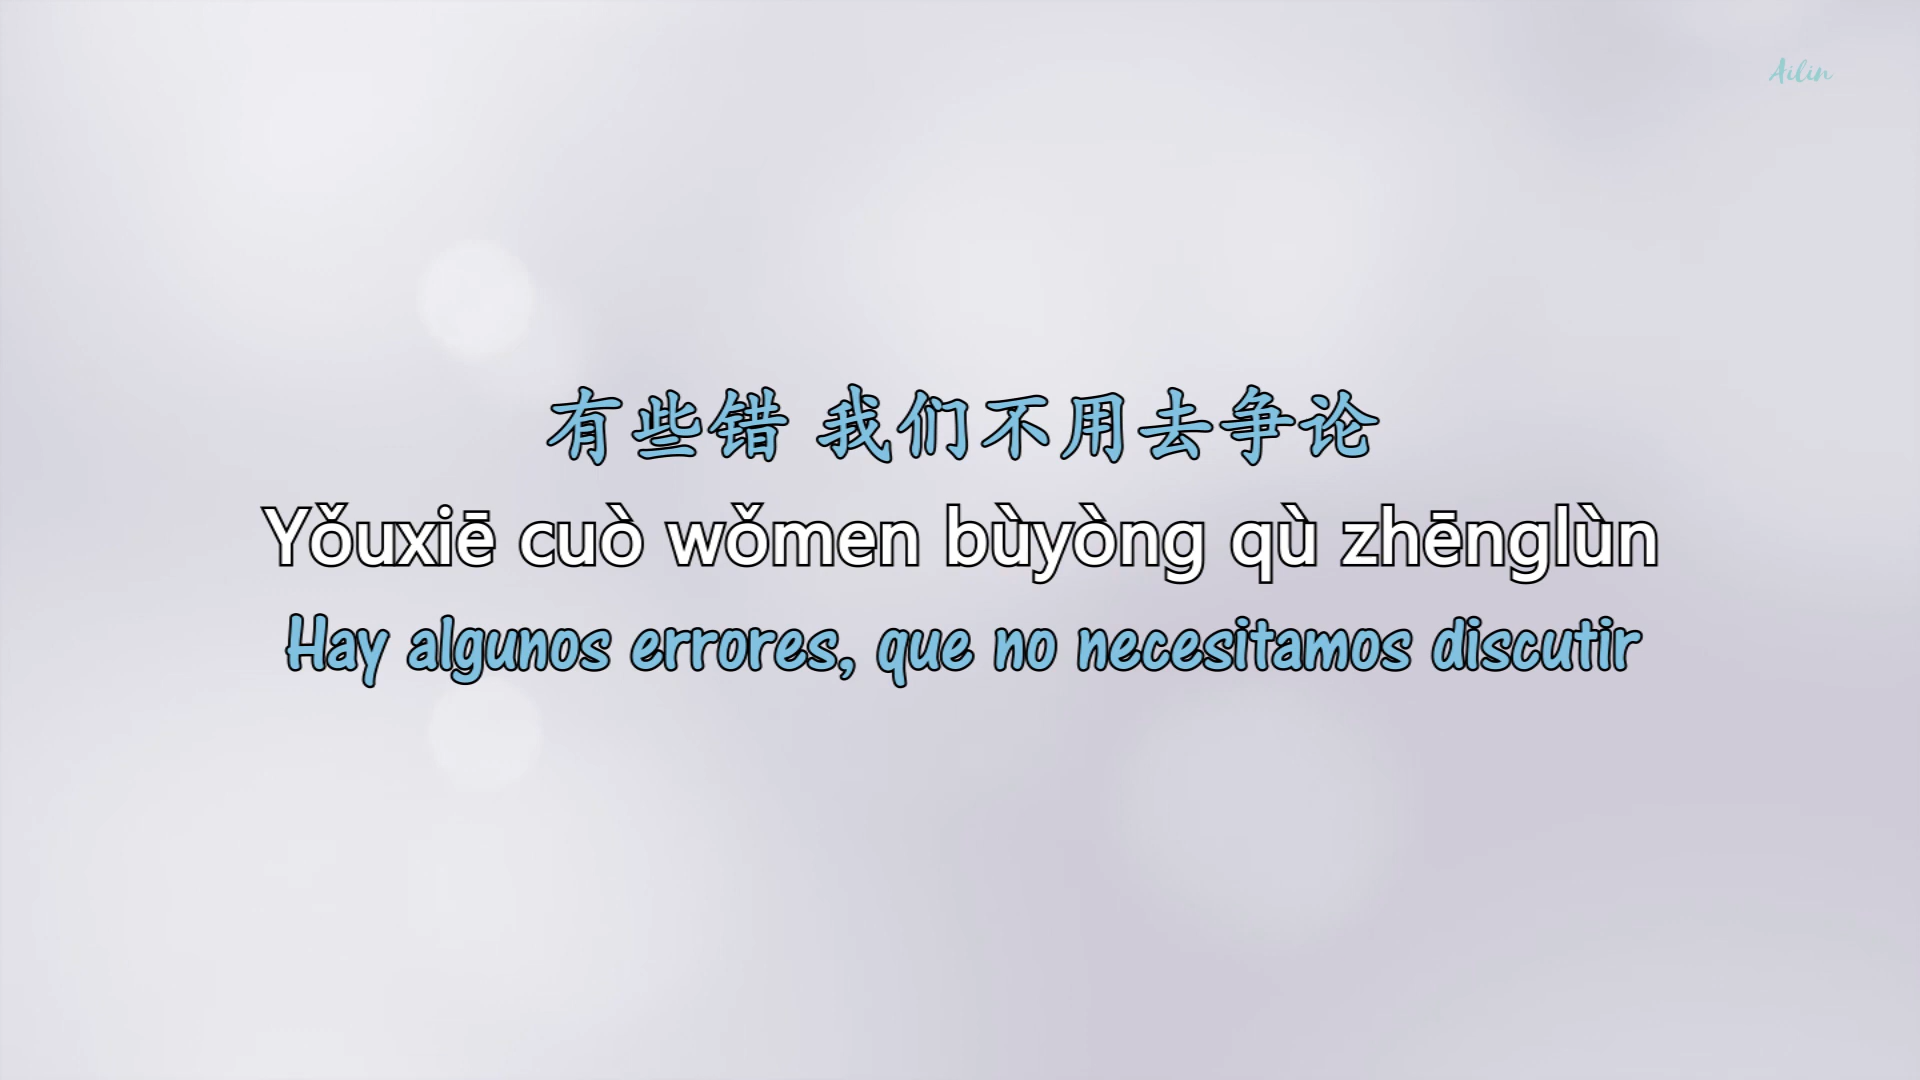 Ailin
有些错 我们不用去争论
Yǒuxiē cuò wǒmen bùyòng qù zhēnglùn
Hay algunos errores, que no necesitamos discutir